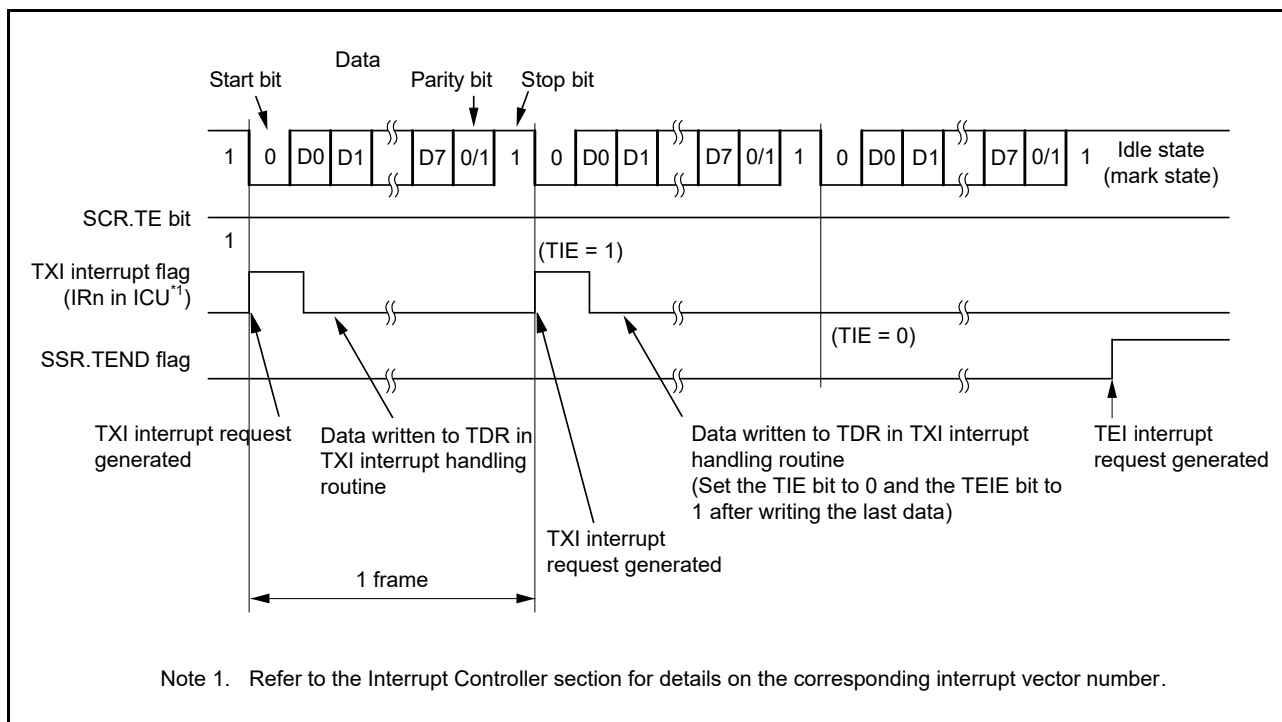 Data
Start bit
Parity bit
Stop bit
1 0 D0 D1 D7 0/1 1 0 D0 D1 D7 0/1 1 0 D0 D1 D7 0/1 1
Idle state
(mark state)
SCR.TE bit
1
TXI interrupt flag
(IRn in ICU*1)
(TIE = 1)
(TIE = 0)
SSR.TEND flag
TXI interrupt request
generated
Data written to TDR in
TXI interrupt handling
routine
TXI interrupt
request generated
Data written to TDR in TXI interrupt
handling routine
(Set the TIE bit to 0 and the TEIE bit to
1 after writing the last data)
TEI interrupt
request generated
1 frame
Note 1. Refer to the Interrupt Controller section for details on the corresponding interrupt vector number.